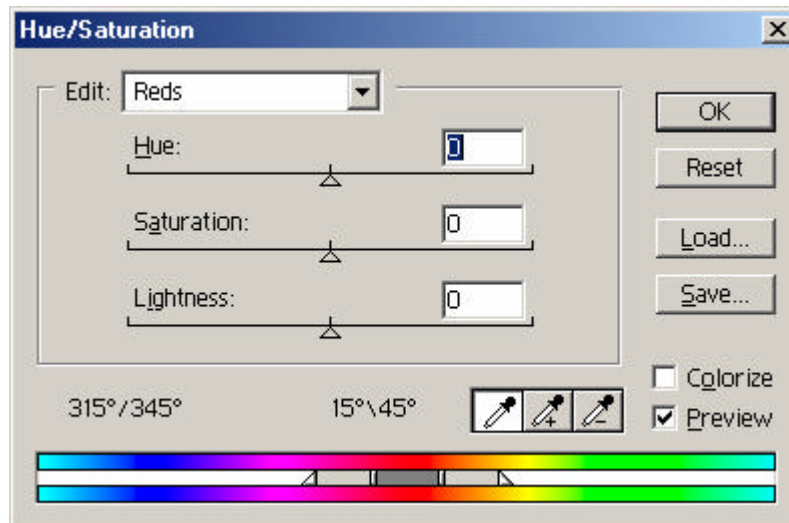 Hue/Saturation
Edit: Reds
Hue: 0
Saturation: 0
Lightness: 0
OK
Reset
Load...
Save...
Colorize
Preview
315°/345° 15°\45°